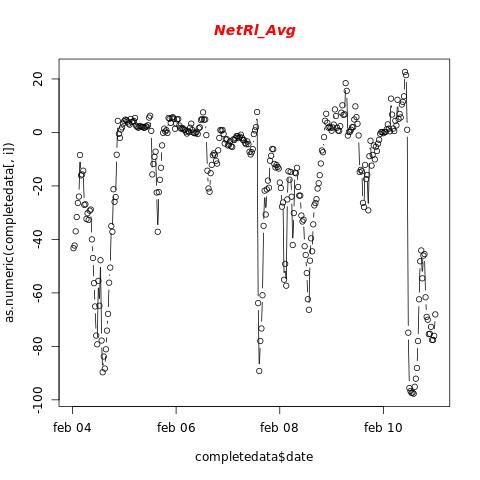 NetRl_Avg
as.numeric(completedata[, i])
20
0
-20
-40
-60
-80
-100
feb 04
feb 06
feb 08
feb 10
completedata$date